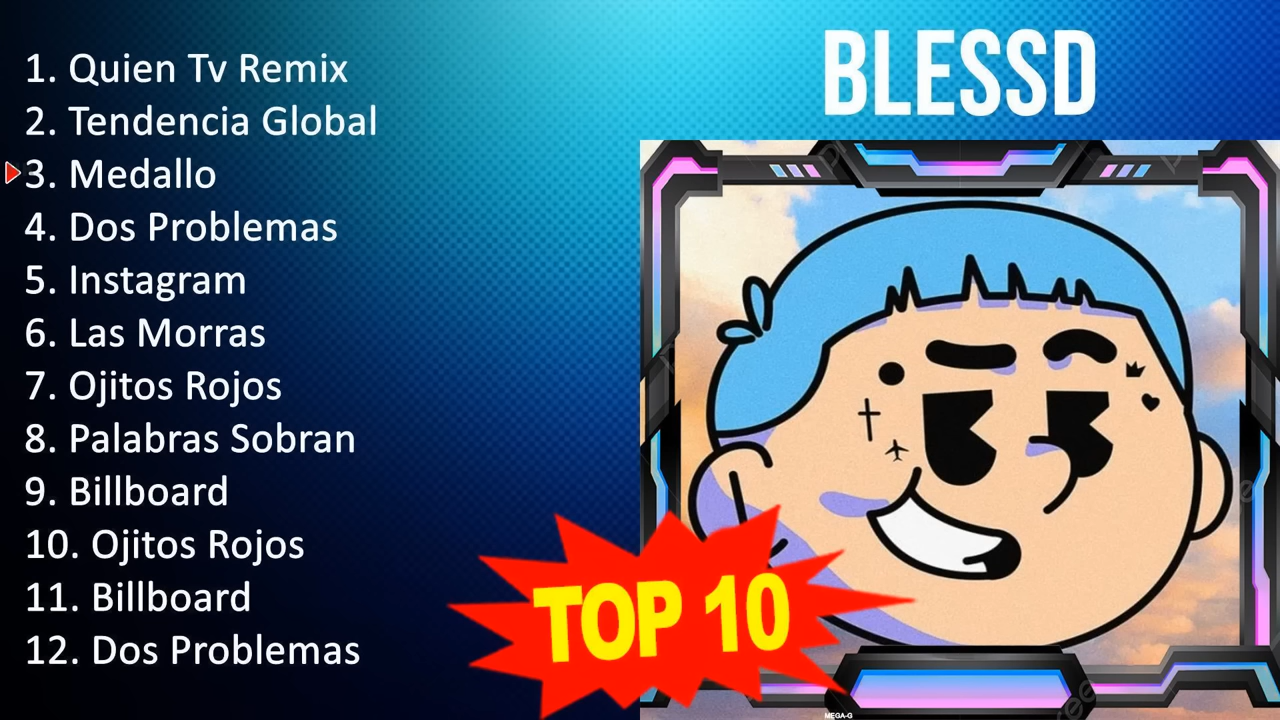 BLESSD
1. Quien Tv Remix
2. Tendencia Global
3. Medallo
4. Dos Problemas
5. Instagram
6. Las Morras
7. Ojitos Rojos
8. Palabras Sobran
9. Billboard
10. Ojitos Rojos
11. Billboard
12. Dos Problemas
TOP 10
MEGA-G